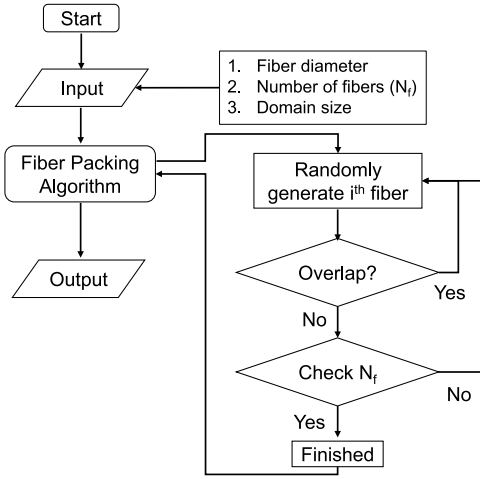 Start
Input
1. Fiber diameter
2. Number of fibers (Nf)
3. Domain size
Fiber Packing
Algorithm
Output
Randomly
generate ith fiber
Overlap?
Yes
No
Check Nf
No
Yes
Finished